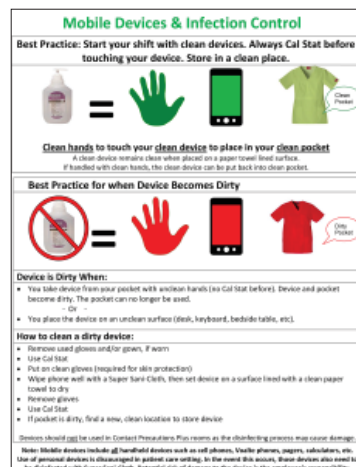 Mobile Devices & Infection Control
Best Practice: Start your shift with clean devices. Always Cal Stat before
touching your device. Store in a clean place.
Clean
Pocket
Clean hands to touch your clean device to place in your clean pocket
A clean device remains clean when placed on a paper towel lined surface.
If handled with clean hands, the clean device can be put back into clean pocket.
Best Practice for when Device Becomes Dirty
Dirty
Pocket
Device is Dirty When:
• You take device from your pocket with unclean hands (no Cal Stat before). Device and pocket
become dirty. The pocket can no longer be used.
- Or -
• You place the device on an unclean surface (desk, keyboard, bedside table, etc).
How to clean a dirty device:
• Remove used gloves and/or gown, if worn
• Use Cal Stat
• Put on clean gloves (required for skin protection)
• Wipe phone well with a Super Sani Cloth, then set device on a surface lined with a clean paper
towel to dry
• Remove gloves
• Use Cal Stat
• If pocket is dirty, find a new, clean location to store device
Devices should not be used in Contact Precautions Plus rooms as the disinfecting process may cause damage.
Note: Mobile devices include all handheld devices such as cell phones, Vocite phones, pagers, calculators, etc.
Use of personal devices is discouraged in patient care setting. In the event this occurs, those devices also need to